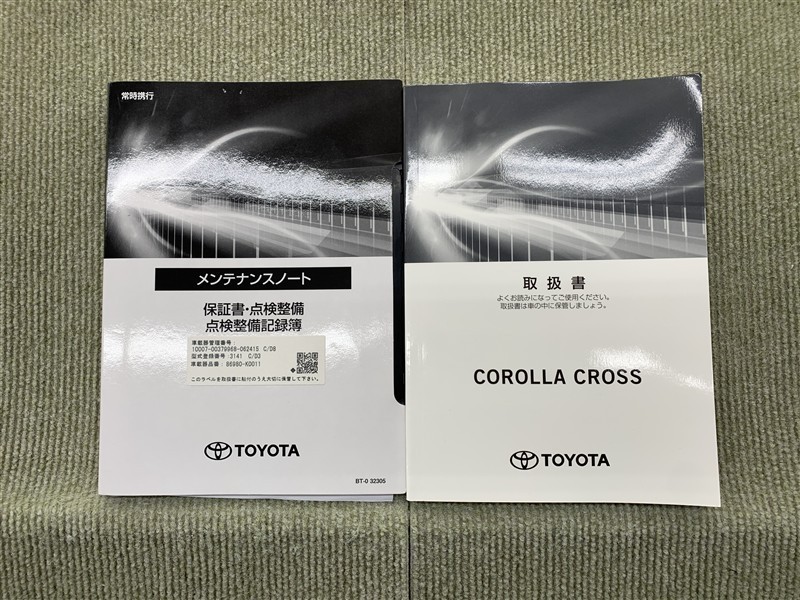 常時携行
メンテナンスノート
保証書・点検整備
点検整備記録簿
車載器管理番号:
10007-00379968-062415 C/D8
型式登録番号:3141 C/D3
車載器品番:86980-K0011
このラベルを取扱書に貼付のうえ大切に保管して下さい。
TOYOTA
BT-0 32305
取扱書
よくお読みになってご使用ください。
取扱書は車の中に保管しましょう。
COROLLA CROSS
TOYOTA